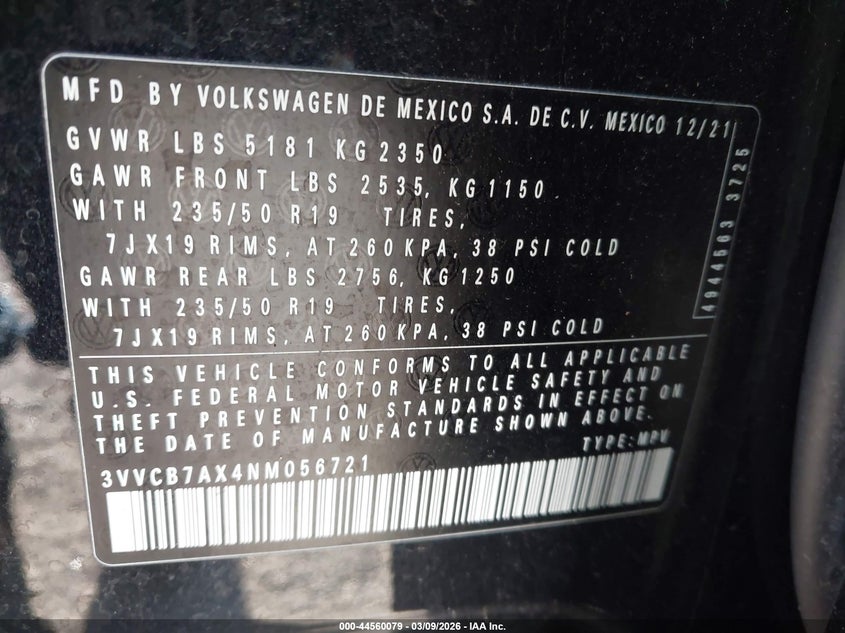 MFD BY VOLKSWAGEN DE MEXICO S.A. DE C.V. MEXICO 12/21
GVWR LBS 5181 KG 2350
GAWR FRONT LBS 2535, KG 1150
WITH 235/50 R19 TIRES,
7JX19 RIMS, AT 260 KPA, 38 PSI COLD
GAWR REAR LBS 2756, KG 1250
WITH 235/50 R19 TIRES,
7JX19 RIMS, AT 260 KPA, 38 PSI COLD
4944563 3725
THIS VEHICLE CONFORMS TO ALL APPLICABLE
U.S. FEDERAL MOTOR VEHICLE SAFETY AND
THEFT PREVENTION STANDARDS IN EFFECT ON
THE DATE OF MANUFACTURE SHOWN ABOVE.
TYPE: MPV
3VVCB7AX4NM056721
000-44560079 - 03/09/2026 - IAA Inc.